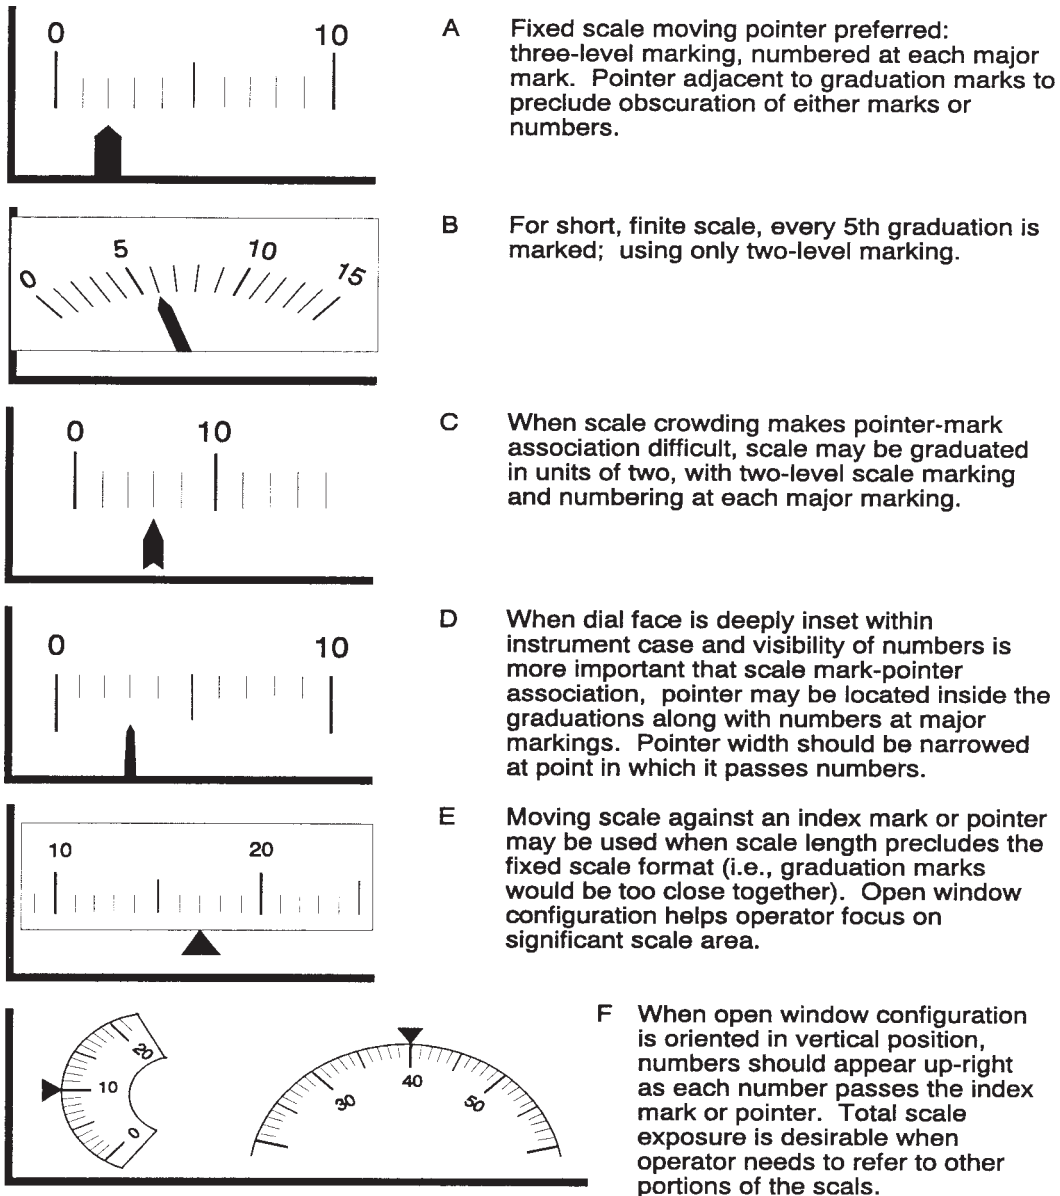 0 10
A Fixed scale moving pointer preferred:
three-level marking, numbered at each major
mark. Pointer adjacent to graduation marks to
preclude obscuration of either marks or
numbers.
0 5 10 15
B For short, finite scale, every 5th graduation is
marked; using only two-level marking.
0 10
C When scale crowding makes pointer-mark
association difficult, scale may be graduated
in units of two, with two-level scale marking
and numbering at each major marking.
0 10
D When dial face is deeply inset within
instrument case and visibility of numbers is
more important that scale mark-pointer
association, pointer may be located inside the
graduations along with numbers at major
markings. Pointer width should be narrowed
at point in which it passes numbers.
10 20
E Moving scale against an index mark or pointer
may be used when scale length precludes the
fixed scale format (i.e., graduation marks
would be too close together). Open window
configuration helps operator focus on
significant scale area.
20
10
0
30 40 50
F When open window configuration
is oriented in vertical position,
numbers should appear up-right
as each number passes the index
mark or pointer. Total scale
exposure is desirable when
operator needs to refer to other
portions of the scals.